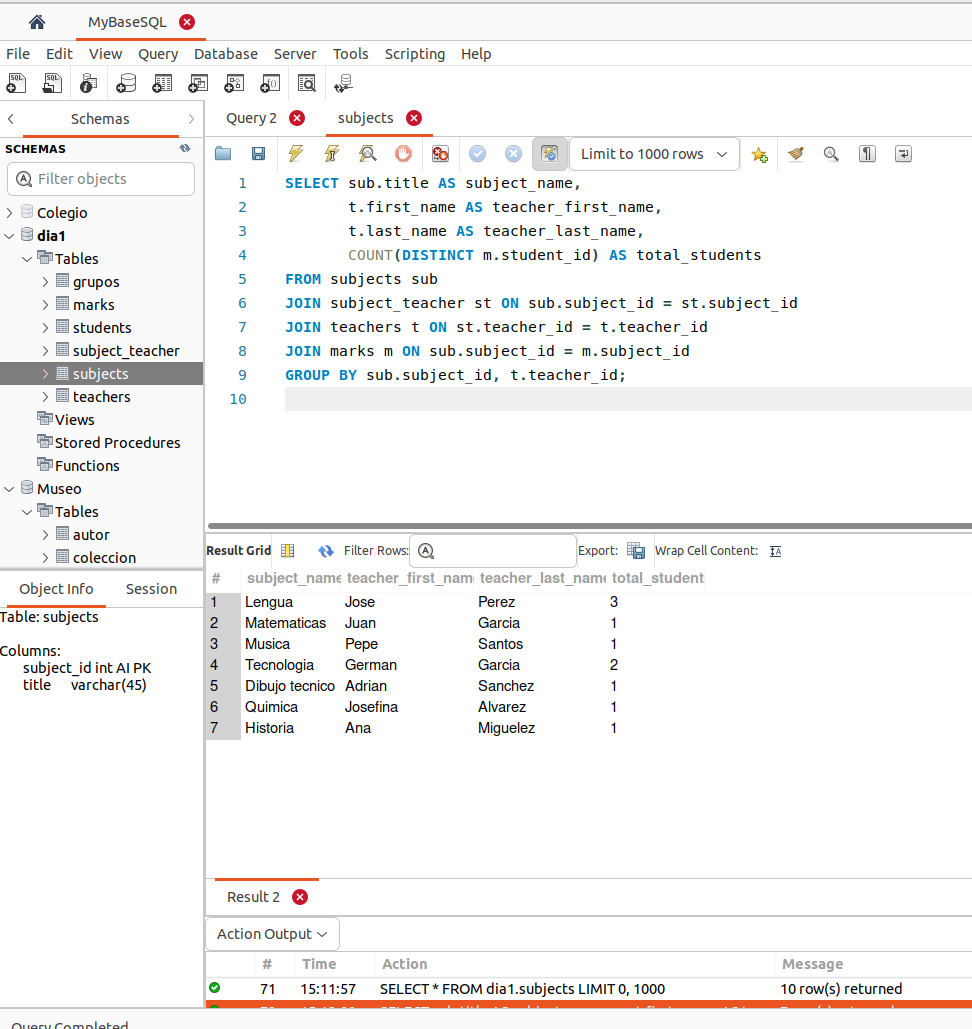 MyBaseSQL
File Edit View Query Database Server Tools Scripting Help
Schemas
Query 2 subjects
SCHEMAS
Filter objects
Limit to 1000 rows
Colegio
dia1
Tables
grupos
marks
students
subject_teacher
subjects
teachers
Views
Stored Procedures
Functions
Museo
Tables
autor
coleccion
1 SELECT sub.title AS subject_name,
2 t.first_name AS teacher_first_name,
3 t.last_name AS teacher_last_name,
4 COUNT(DISTINCT m.student_id) AS total_students
5 FROM subjects sub
6 JOIN subject_teacher st ON sub.subject_id = st.subject_id
7 JOIN teachers t ON st.teacher_id = t.teacher_id
8 JOIN marks m ON sub.subject_id = m.subject_id
9 GROUP BY sub.subject_id, t.teacher_id;
10
Result Grid Filter Rows: Export: Wrap Cell Content:
# subject_name teacher_first_nam teacher_last_name total_student
1 Lengua Jose Perez 3
2 Matematicas Juan Garcia 1
3 Musica Pepe Santos 1
4 Tecnologia German Garcia 2
5 Dibujo tecnico Adrian Sanchez 1
6 Quimica Josefina Alvarez 1
7 Historia Ana Miguelez 1
Object Info Session
Table: subjects
Columns:
subject_id int AI PK
title varchar(45)
Result 2
Action Output
# Time Action Message
71 15:11:57 SELECT * FROM dia1.subjects LIMIT 0, 1000 10 row(s) returned
Query Completed